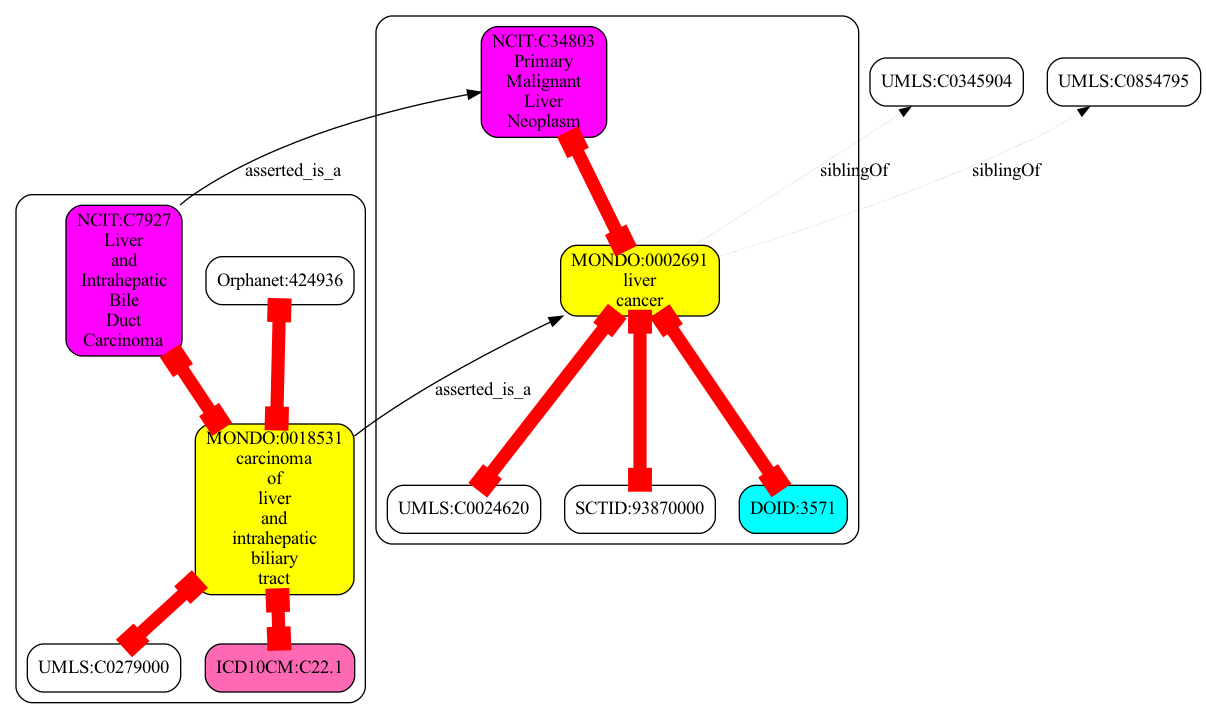 NCIT:C34803
Primary
Malignant
Liver
Neoplasm
UMLS:C0345904
UMLS:C0854795
asserted_is_a
siblingOf
siblingOf
NCIT:C7927
Liver
and
Intrahepatic
Bile
Duct
Carcinoma
Orphanet:424936
MONDO:0002691
liver
cancer
asserted_is_a
MONDO:0018531
carcinoma
of
liver
and
intrahepatic
biliary
tract
UMLS:C0024620
SCTID:93870000
DOID:3571
UMLS:C0279000
ICD10CM:C22.1